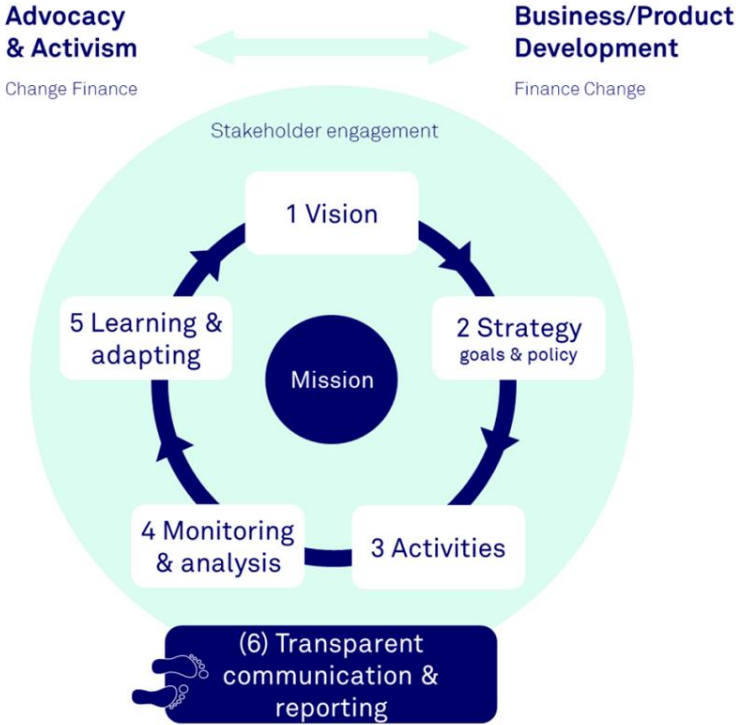 Advocacy
& Activism
Change Finance
Business/Product
Development
Finance Change
Stakeholder engagement
1 Vision
2 Strategy
goals & policy
3 Activities
4 Monitoring
& analysis
5 Learning &
adapting
Mission
(6) Transparent
communication &
reporting